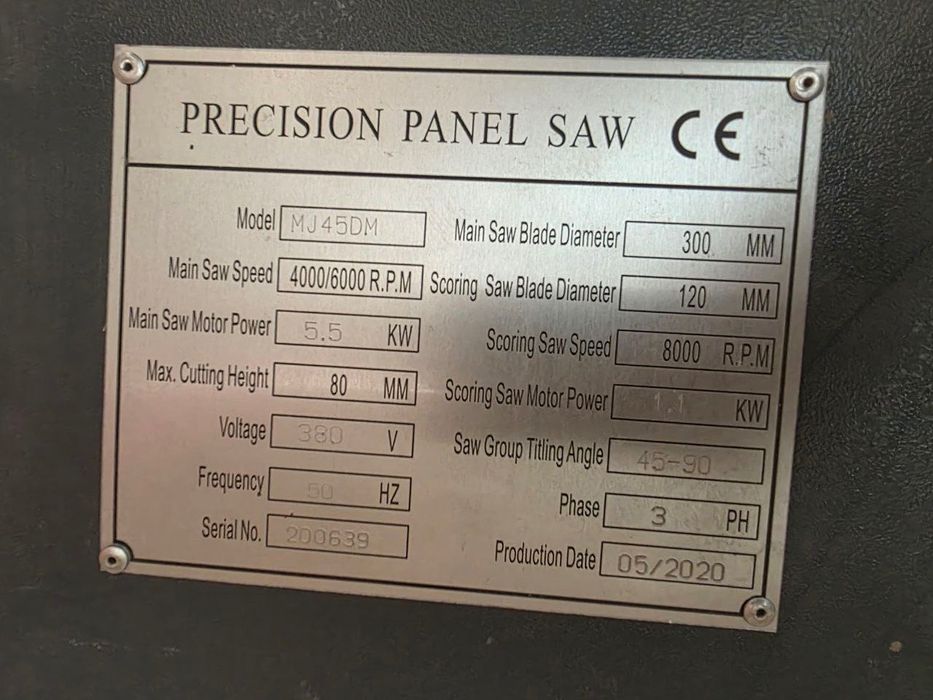 PRECISION PANEL SAW CE
Model MJ45DM
Main Saw Speed 4000/6000 R.P.M
Main Saw Motor Power 5.5 KW
Max. Cutting Height 80 MM
Voltage 380 V
Frequency 50 HZ
Serial No. 200639
Main Saw Blade Diameter 300 MM
Scoring Saw Blade Diameter 120 MM
Scoring Saw Speed 8000 R.P.M
Scoring Saw Motor Power 1.1 KW
Saw Group Titling Angle 45-90
Phase 3 PH
Production Date 05/2020